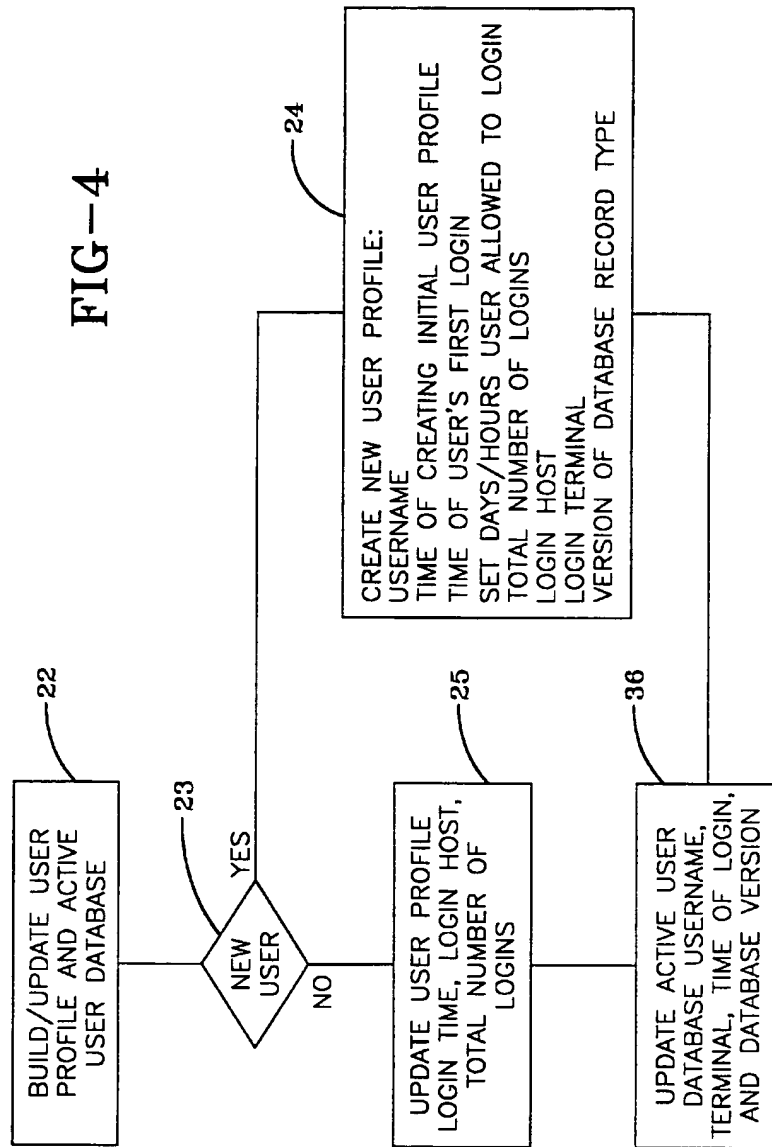 FIG-4
22
BUILD/UPDATE USER
PROFILE AND ACTIVE
USER DATABASE
23
NEW
USER
YES
NO
24
CREATE NEW USER PROFILE:
USERNAME
TIME OF CREATING INITIAL USER PROFILE
TIME OF USER'S FIRST LOGIN
SET DAYS/HOURS USER ALLOWED TO LOGIN
TOTAL NUMBER OF LOGINS
LOGIN HOST
LOGIN TERMINAL
VERSION OF DATABASE RECORD TYPE
25
UPDATE USER PROFILE
LOGIN TIME, LOGIN HOST,
TOTAL NUMBER OF
LOGINS
36
UPDATE ACTIVE USER
DATABASE USERNAME,
TERMINAL, TIME OF LOGIN,
AND DATABASE VERSION